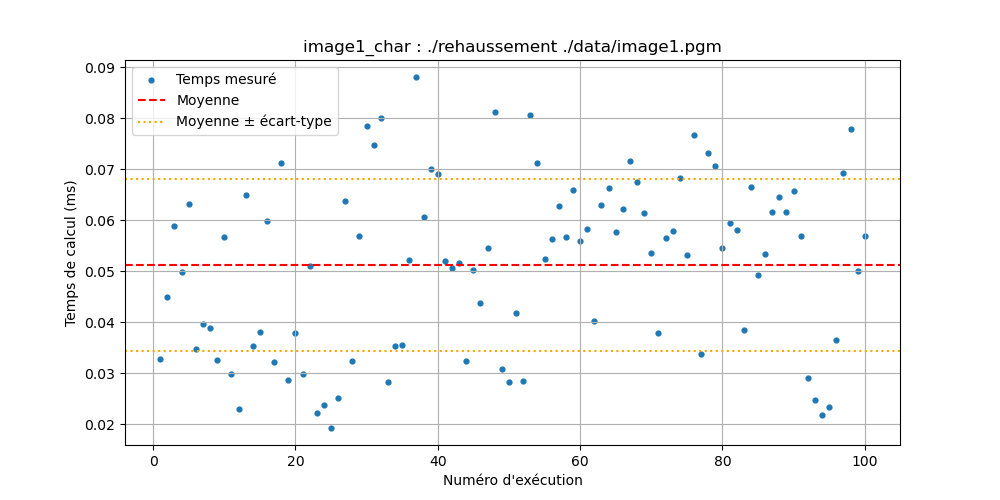 image1_char : ./rehaussement ./data/image1.pgm
Temps mesuré
Moyenne
Moyenne ± écart-type
Temps de calcul (ms)
0.09
0.08
0.07
0.06
0.05
0.04
0.03
0.02
0 20 40 60 80 100
Numéro d'exécution